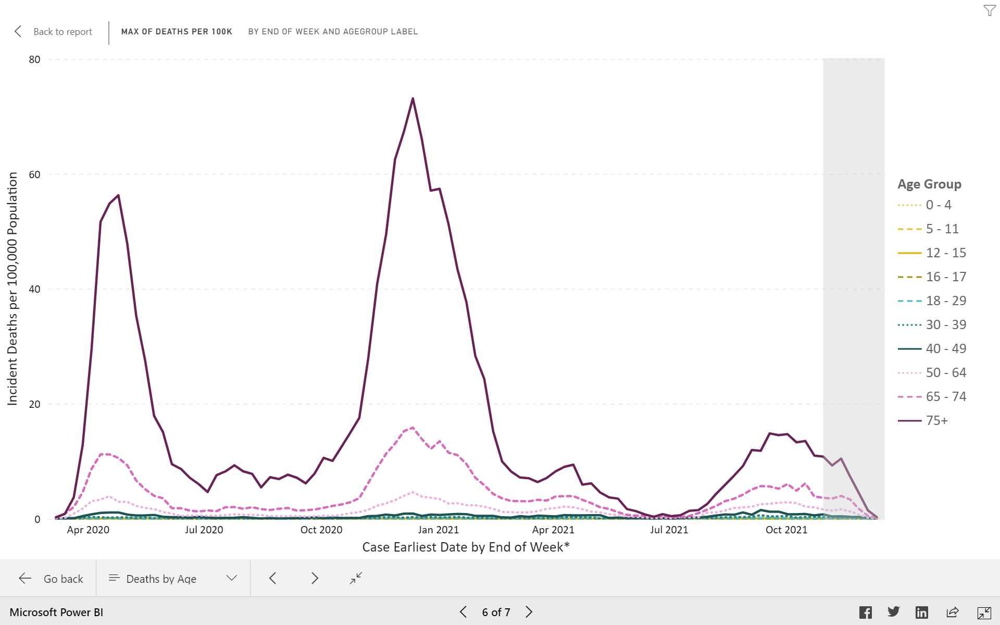 Back to report
MAX OF DEATHS PER 100K BY END OF WEEK AND AGEGROUP LABEL
Incident Deaths per 100,000 Population
80
60
40
20
0
Apr 2020 Jul 2020 Oct 2020 Jan 2021 Apr 2021 Jul 2021 Oct 2021
Case Earliest Date by End of Week*
Age Group
0 - 4
5 - 11
12 - 15
16 - 17
18 - 29
30 - 39
40 - 49
50 - 64
65 - 74
75+
Go back Deaths by Age
Microsoft Power BI 6 of 7